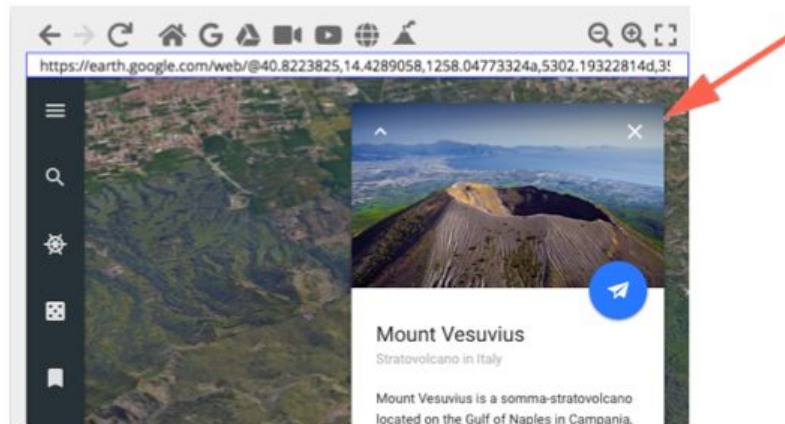 https://earth.google.com/web/@40.8223825,14.4289058,1258.04773324a,5302.19322814d,35
Mount Vesuvius
Stratovolcano in Italy
Mount Vesuvius is a somma-stratovolcano
located on the Gulf of Naples in Campania,